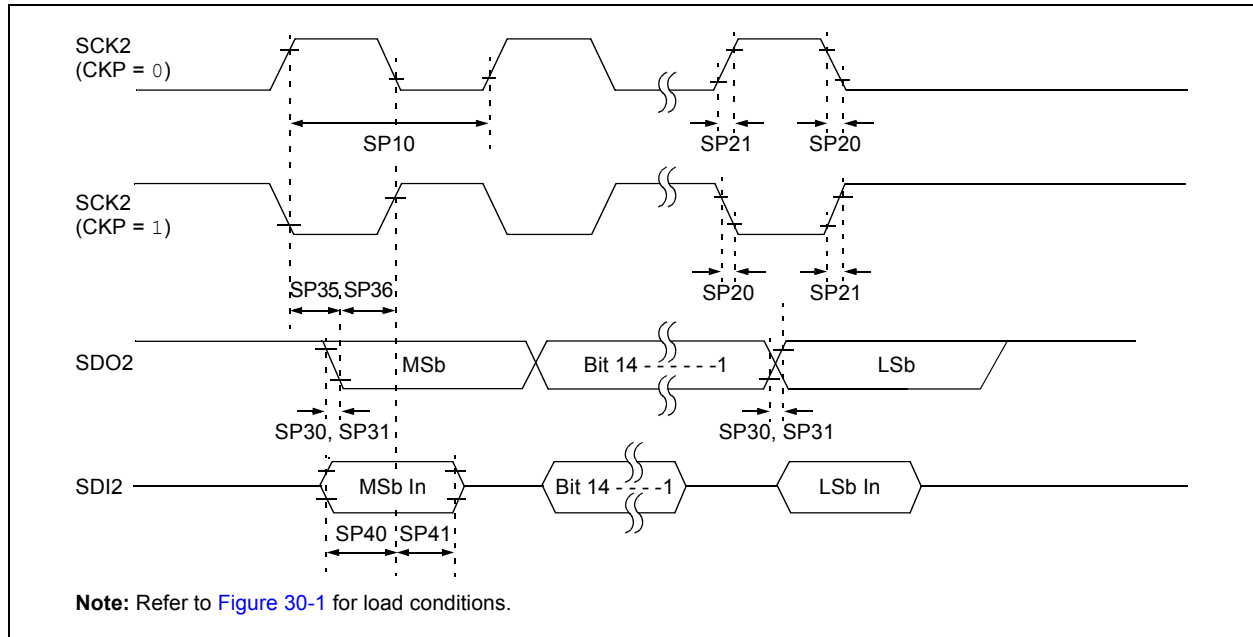 SCK2
(CKP = 0)
SP10
SP21
SP20
SCK2
(CKP = 1)
SP35
SP36
SP20
SP21
SDO2
MSb
Bit 14 - - - - - -1
LSb
SP30, SP31
SP30, SP31
SDI2
MSb In
Bit 14 - - - - -1
LSb In
SP40
SP41
Note: Refer to Figure 30-1 for load conditions.